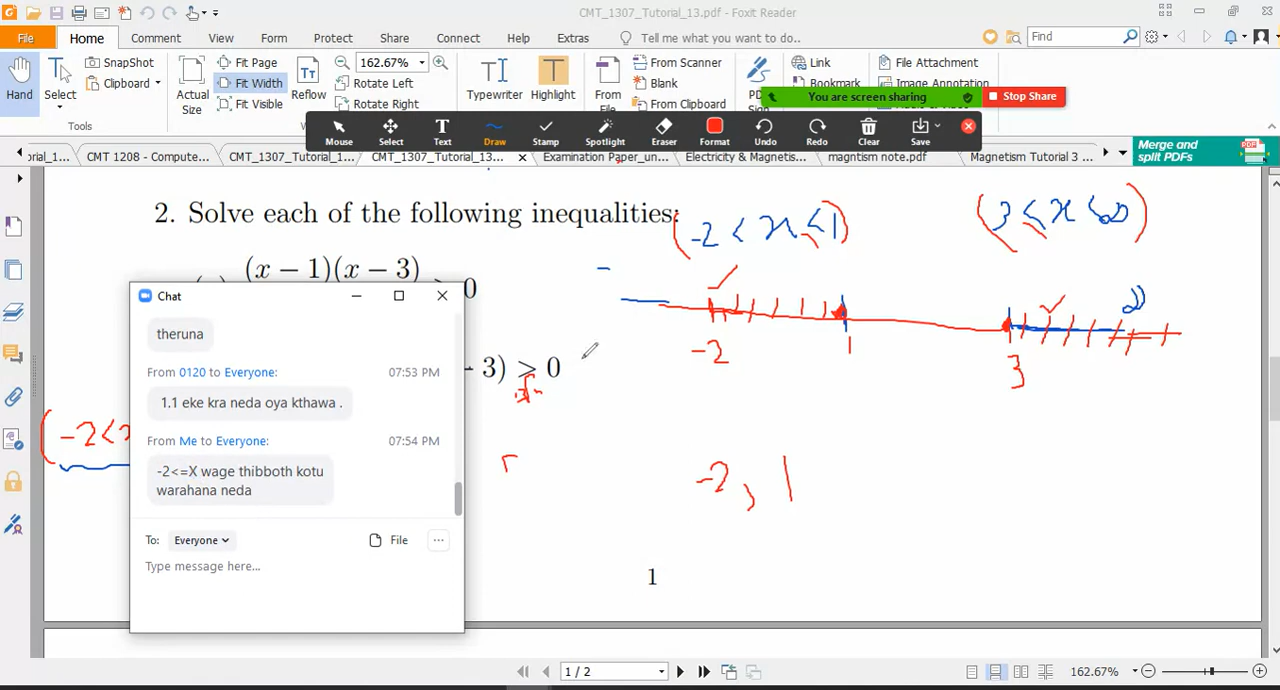 CMT_1307_Tutorial_13.pdf - Foxit Reader
File Home Comment View Form Protect Share Connect Help Extras Tell me what you want to do.. Find
Hand
Select
SnapShot
Clipboard
Actual Size
Fit Page
Fit Width
Fit Visible
Reflow
162.67%
Rotate Left
Rotate Right
Typewriter
Highlight
From File
From Scanner
Blank
From Clipboard
Link
Bookmark
File Attachment
Image Annotation
Tools
You are screen sharing
Stop Share
Mouse Select Text Draw Stamp Spotlight Eraser Format Undo Redo Clear Save
CMT 1208 - Compute... CMT_1307_Tutorial_1... CMT_1307_Tutorial_13... Examination Paper_un... Electricity & Magnetis... magntism note.pdf Magnetism Tutorial 3 ...
Merge and split PDFs
2. Solve each of the following inequalities:
(-2 < x ≤ 1)
(3 ≤ x < ∞)
(x − 1)(x − 3)
0
− 3) ≥ 0
-2
1
3
∞
(-2<x
-2, 1
Chat
theruna
From 0120 to Everyone: 07:53 PM
1.1 eke kra neda oya kthawa .
From Me to Everyone: 07:54 PM
-2<=X wage thibboth kotu
warahana neda
To: Everyone File
Type message here...
1
1 / 2
162.67%